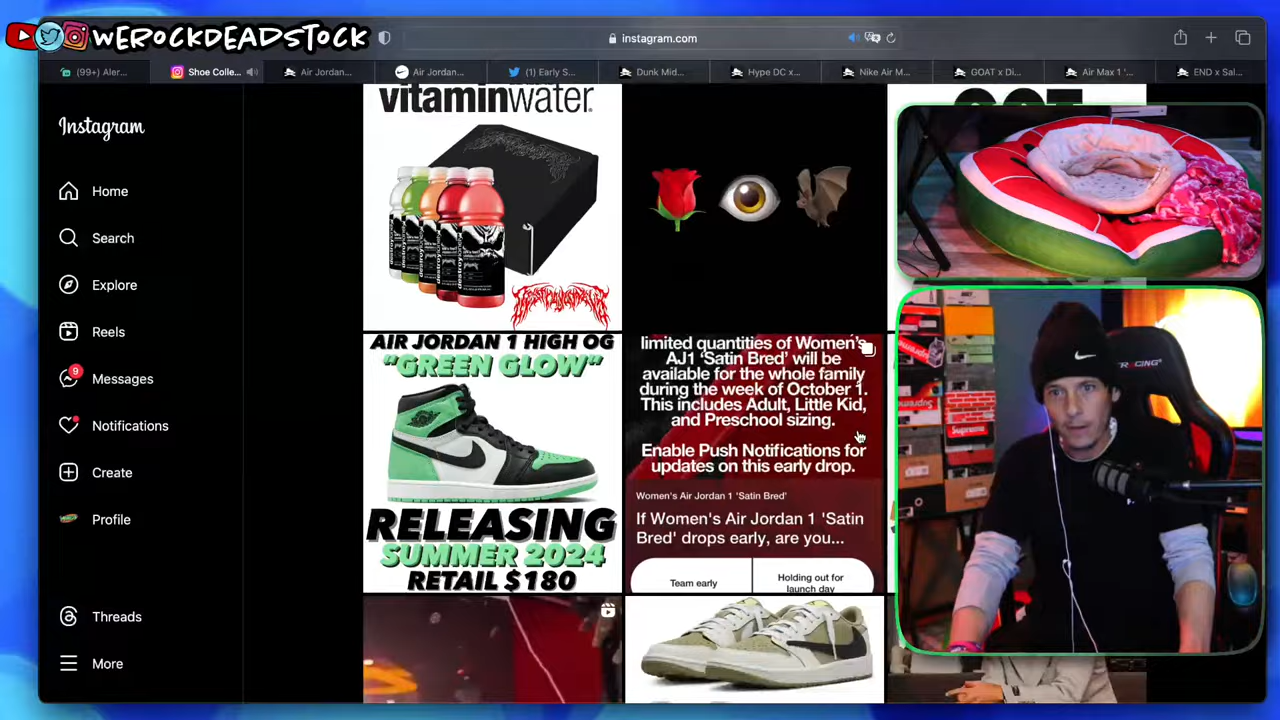 WEROCKDEADSTOCK
instagram.com
(99+) Aler...
Shoe Colle...
Air Jordan...
Air Jordan...
(1) Early S...
Dunk Mid...
Hype DC x...
Nike Air M...
GOAT x Di...
Air Max 1 '...
END x Sal...
Instagram
Home
Search
Explore
Reels
9
Messages
Notifications
Create
Profile
Threads
More
vitaminwater.
AIR JORDAN 1 HIGH OG
"GREEN GLOW"
RELEASING
SUMMER 2024
RETAIL $180
limited quantities of Women's
AJ1 'Satin Bred' will be
available for the whole family
during the week of October 1.
This includes Adult, Little Kid,
and Preschool sizing.
Enable Push Notifications for
updates on this early drop.
Women's Air Jordan 1 'Satin Bred'
If Women's Air Jordan 1 'Satin
Bred' drops early, are you...
Team early
Holding out for
launch day
Supreme
RACING